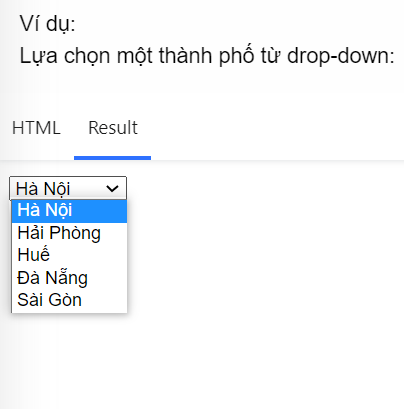 Ví dụ:
Lựa chọn một thành phố từ drop-down:
HTML Result
Hà Nội
Hà Nội
Hải Phòng
Huế
Đà Nẵng
Sài Gòn